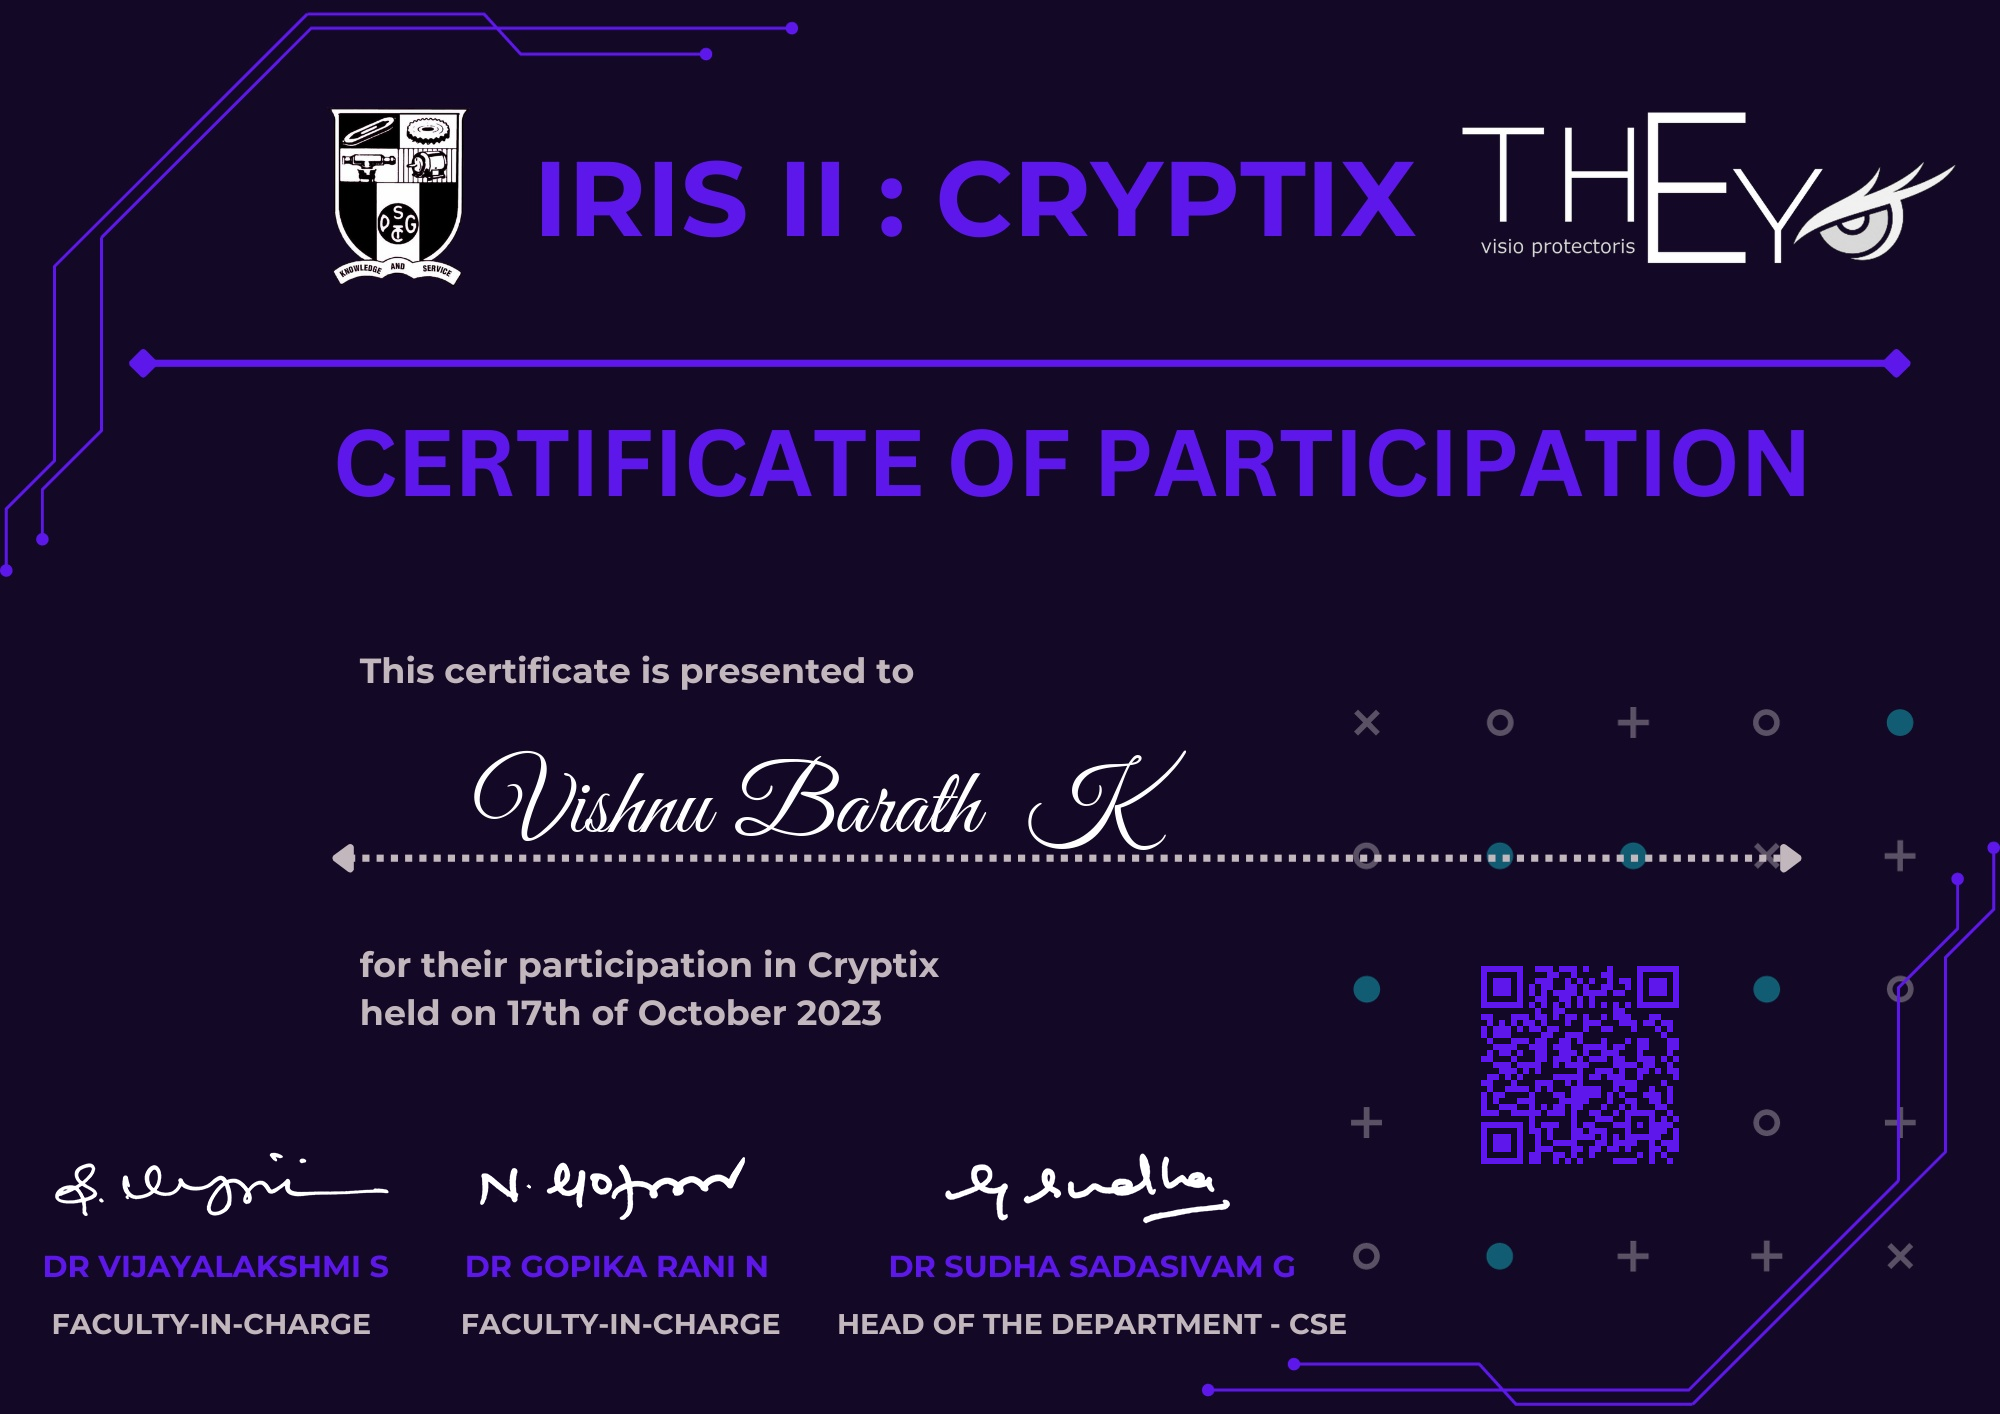 IRIS II : CRYPTIX
THEY
visio protectoris
PSG
CT
KNOWLEDGE AND SERVICE
CERTIFICATE OF PARTICIPATION
This certificate is presented to
Vishnu Barath K
for their participation in Cryptix
held on 17th of October 2023
N.
G Sudha
DR VIJAYALAKSHMI S
DR GOPIKA RANI N
DR SUDHA SADASIVAM G
FACULTY-IN-CHARGE
FACULTY-IN-CHARGE
HEAD OF THE DEPARTMENT - CSE